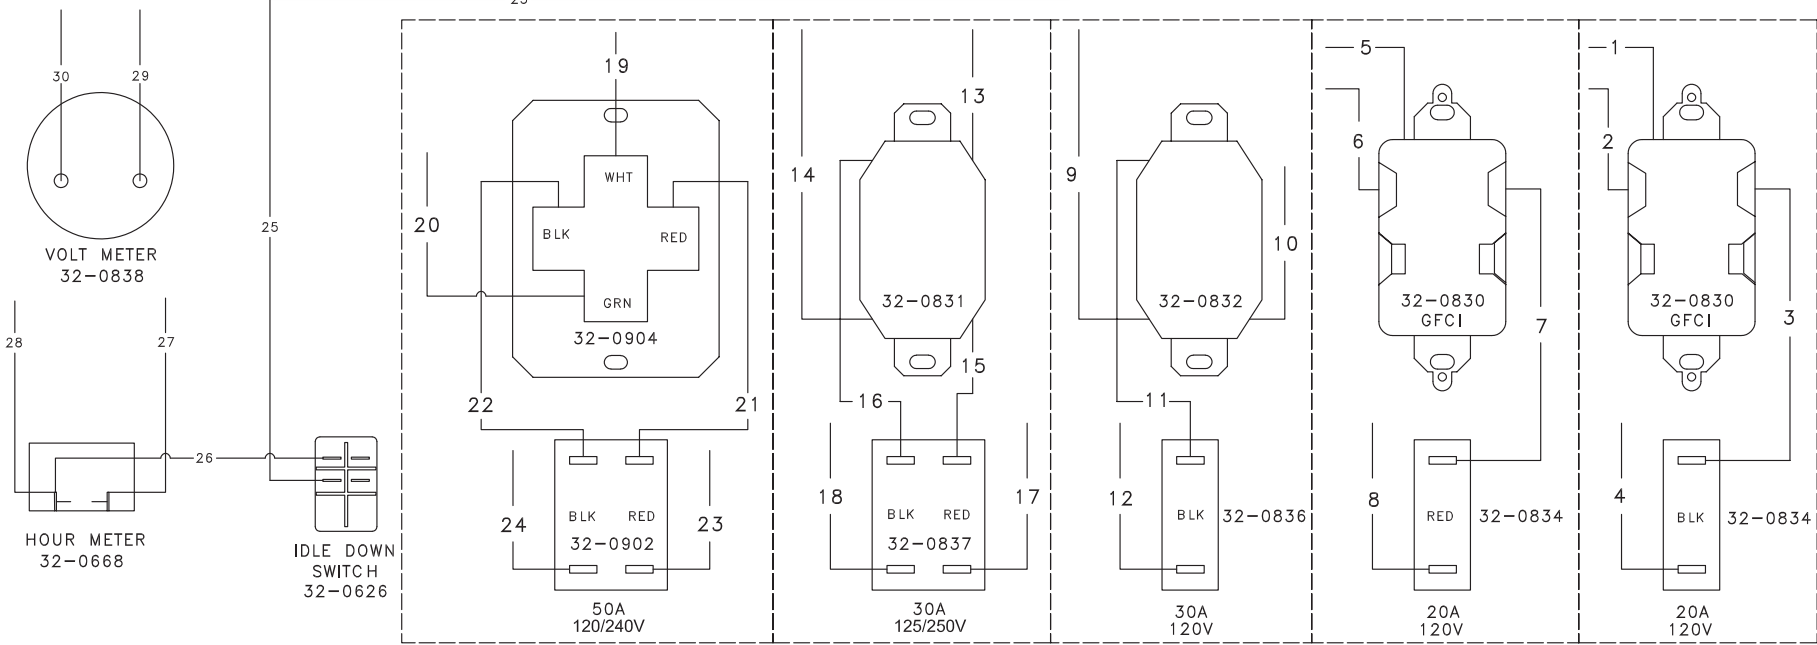 25
30
29
VOLT METER
32-0838
28
27
26
25
HOUR METER
32-0668
IDLE DOWN
SWITCH
32-0626
19
WHT
20
BLK
RED
GRN
32-0904
22
21
BLK RED
24
23
32-0902
50A
120/240V
13
14
32-0831
15
16
BLK RED
18
17
32-0837
30A
125/250V
9
10
32-0832
11
12
BLK
32-0836
30A
120V
5
6
32-0830
GFCI
7
8
RED
32-0834
20A
120V
1
2
32-0830
GFCI
3
4
BLK
32-0834
20A
120V